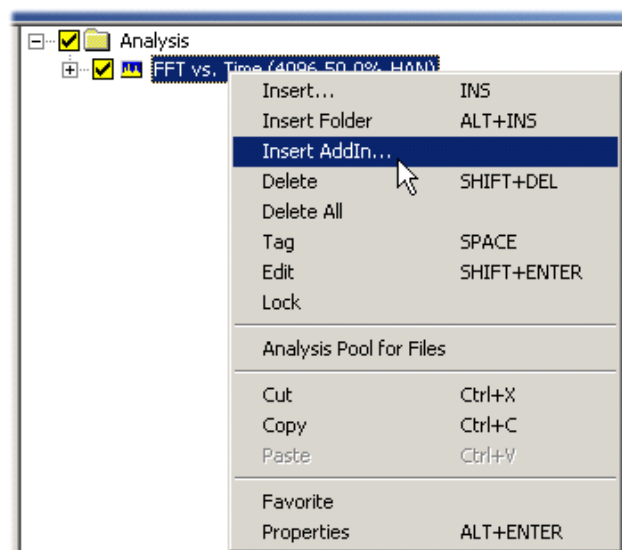 Analysis
FFT vs. Time (4096,50.0%,HAN)
Insert... INS
Insert Folder ALT+INS
Insert AddIn...
Delete SHIFT+DEL
Delete All
Tag SPACE
Edit SHIFT+ENTER
Lock
Analysis Pool for Files
Cut Ctrl+X
Copy Ctrl+C
Paste Ctrl+V
Favorite
Properties ALT+ENTER